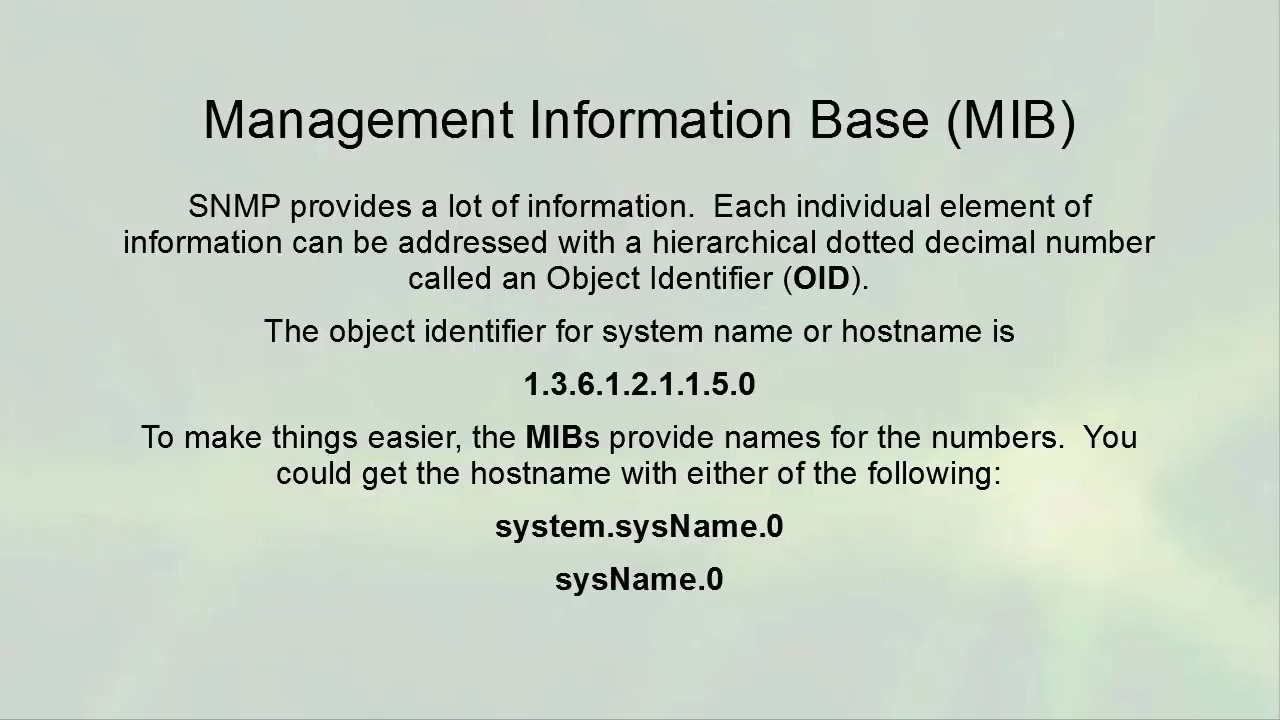 Management Information Base (MIB)
SNMP provides a lot of information.  Each individual element of
information can be addressed with a hierarchical dotted decimal number
called an Object Identifier (OID).
The object identifier for system name or hostname is
1.3.6.1.2.1.1.5.0
To make things easier, the MIBs provide names for the numbers.  You
could get the hostname with either of the following:
system.sysName.0
sysName.0